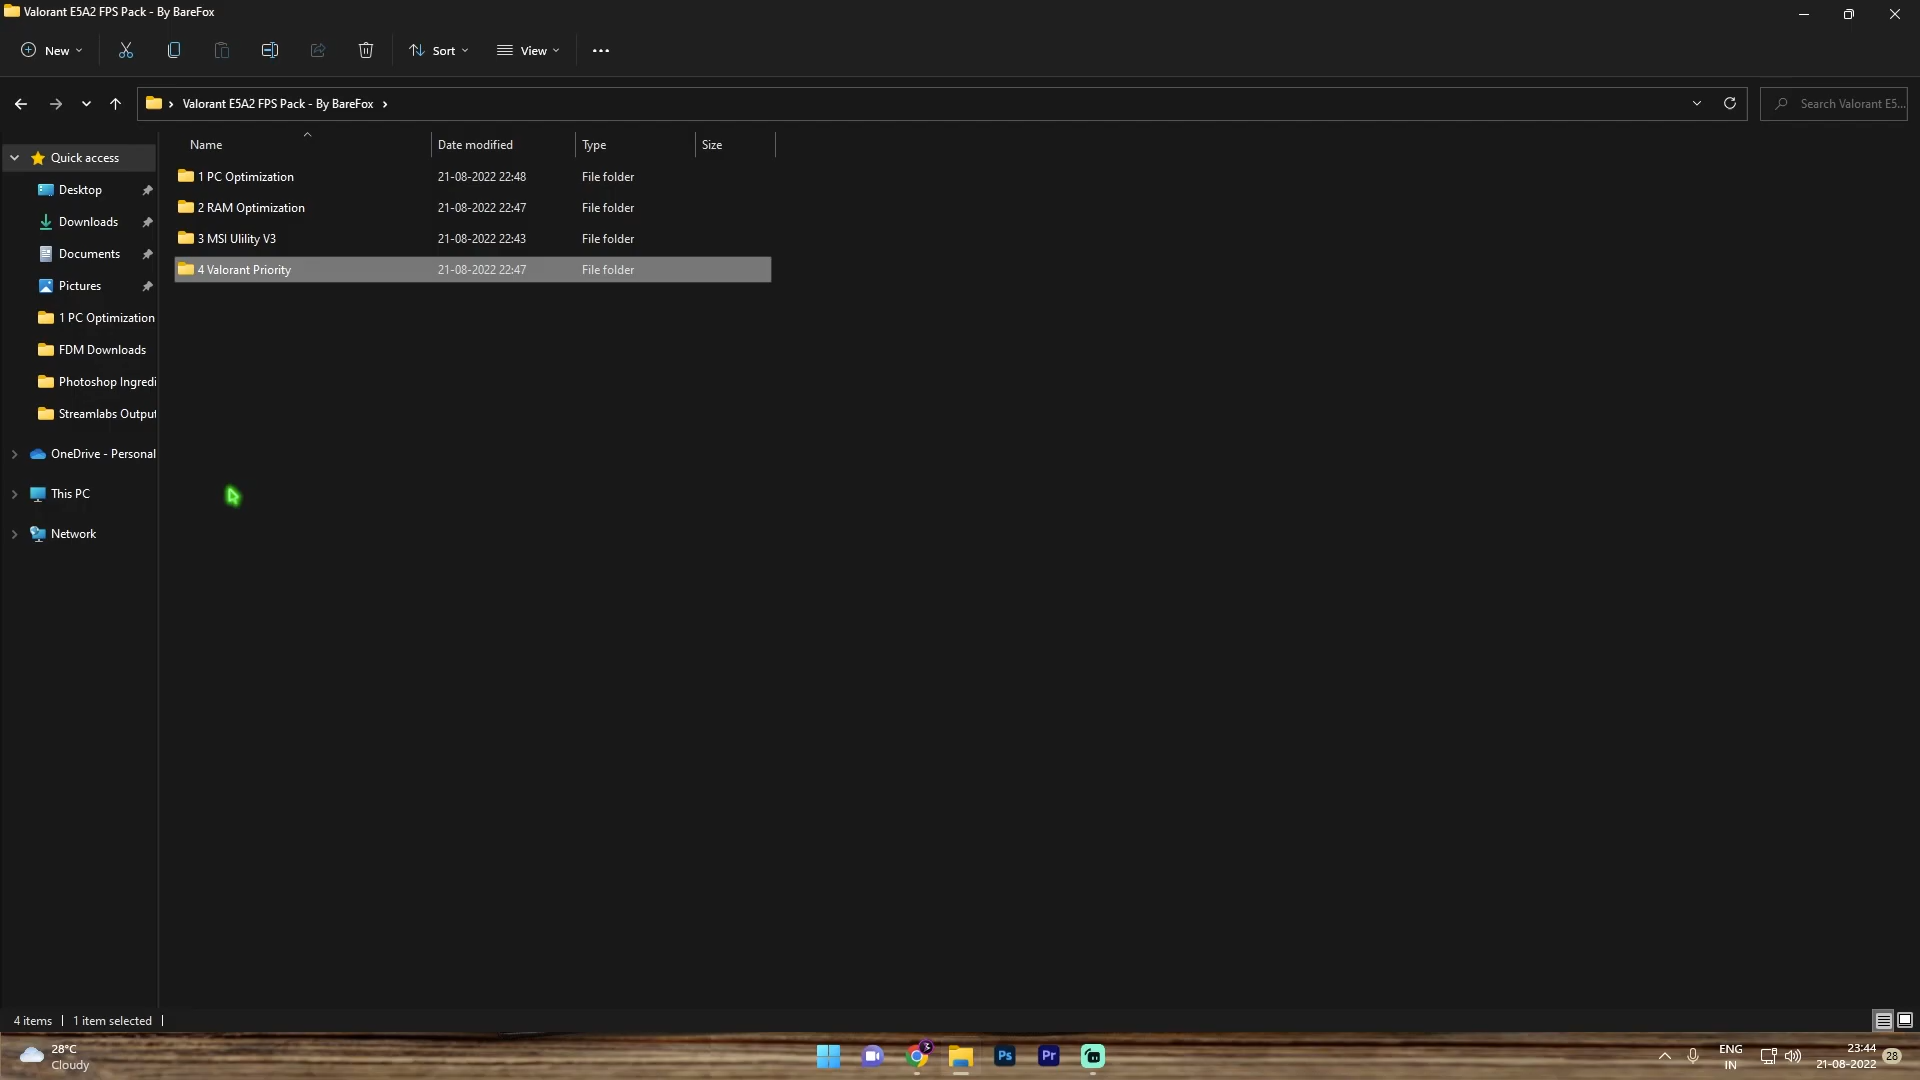 Valorant E5A2 FPS Pack - By BareFox
New
Sort
View
Valorant E5A2 FPS Pack - By BareFox
Search Valorant E5...
Name Date modified Type Size
Quick access
Desktop
Downloads
Documents
Pictures
1 PC Optimization
FDM Downloads
Photoshop Ingredi
Streamlabs Output
OneDrive - Personal
This PC
Network
1 PC Optimization 21-08-2022 22:48 File folder
2 RAM Optimization 21-08-2022 22:47 File folder
3 MSI Ulility V3 21-08-2022 22:43 File folder
4 Valorant Priority 21-08-2022 22:47 File folder
4 items 1 item selected
28°C
Cloudy
Ps
Pr
ENG
IN
23:44
21-08-2022
28